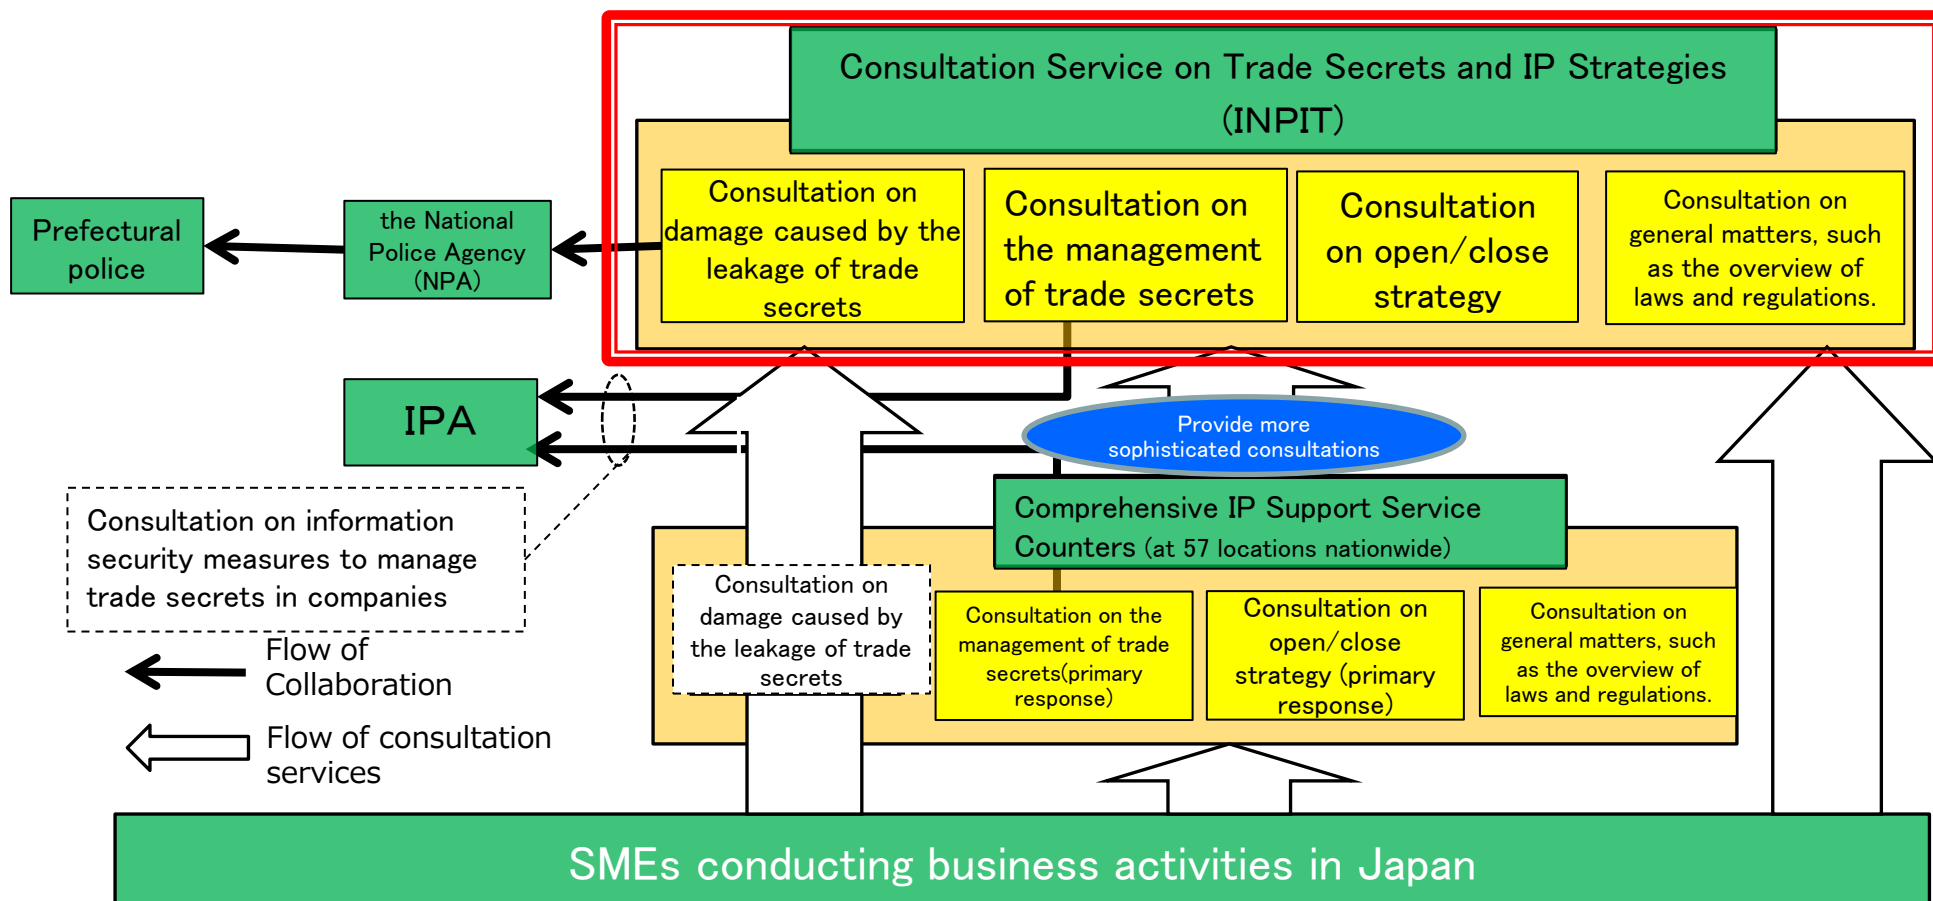 Consultation Service on Trade Secrets and IP Strategies
(INPIT)
Consultation on
damage caused by the
leakage of trade
secrets
Consultation on
the management
of trade secrets
Consultation
on open/close
strategy
Consultation on
general matters, such
as the overview of
laws and regulations.
Prefectural
police
the National
Police Agency
(NPA)
IPA
Provide more
sophisticated consultations
Consultation on information
security measures to manage
trade secrets in companies
Comprehensive IP Support Service
Counters (at 57 locations nationwide)
Consultation on
damage caused by
the leakage of trade
secrets
Consultation on the
management of trade
secrets(primary
response)
Consultation on
open/close
strategy (primary
response)
Consultation on
general matters, such
as the overview of
laws and regulations.
Flow of
Collaboration
Flow of consultation
services
SMEs conducting business activities in Japan